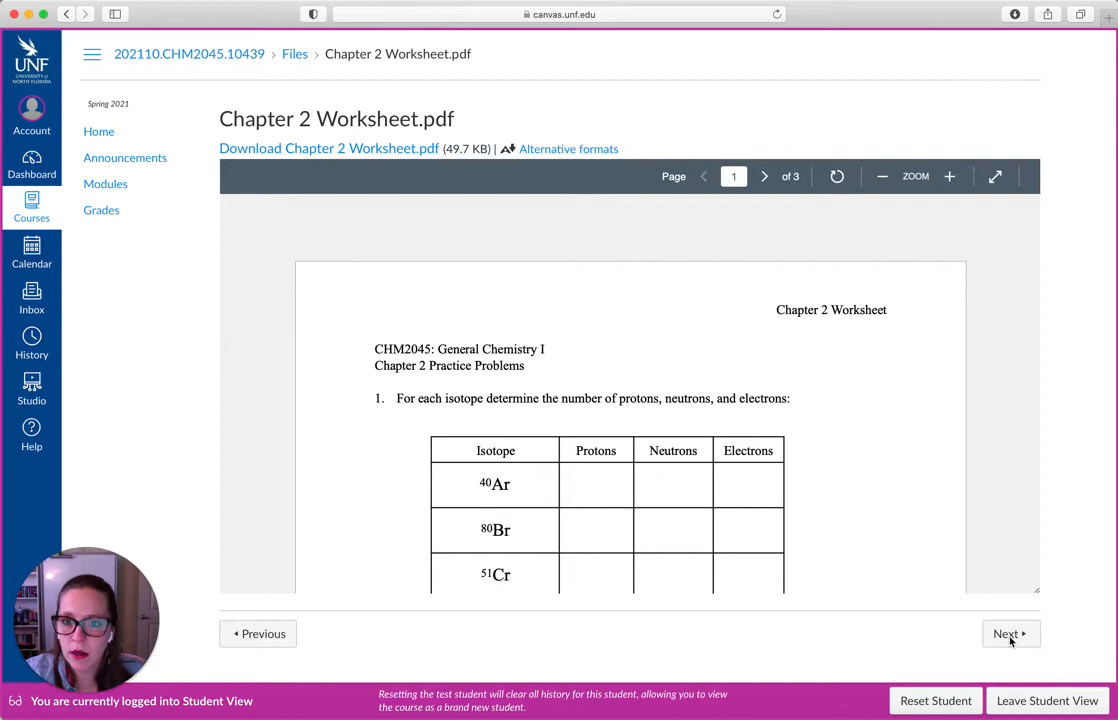 canvas.unf.edu
UNF
UNIVERSITY of
NORTH FLORIDA
Account
Dashboard
Courses
Calendar
Inbox
History
Studio
Help
202110.CHM2045.10439 › Files › Chapter 2 Worksheet.pdf
Spring 2021
Home
Announcements
Modules
Grades
Chapter 2 Worksheet.pdf
Download Chapter 2 Worksheet.pdf (49.7 KB) | Alternative formats
Page 1 of 3 ZOOM
Chapter 2 Worksheet
CHM2045: General Chemistry I
Chapter 2 Practice Problems
1. For each isotope determine the number of protons, neutrons, and electrons:
Isotope Protons Neutrons Electrons
⁴⁰Ar
⁸⁰Br
⁵¹Cr
Previous Next
You are currently logged into Student View
Resetting the test student will clear all history for this student, allowing you to view
the course as a brand new student.
Reset Student Leave Student View